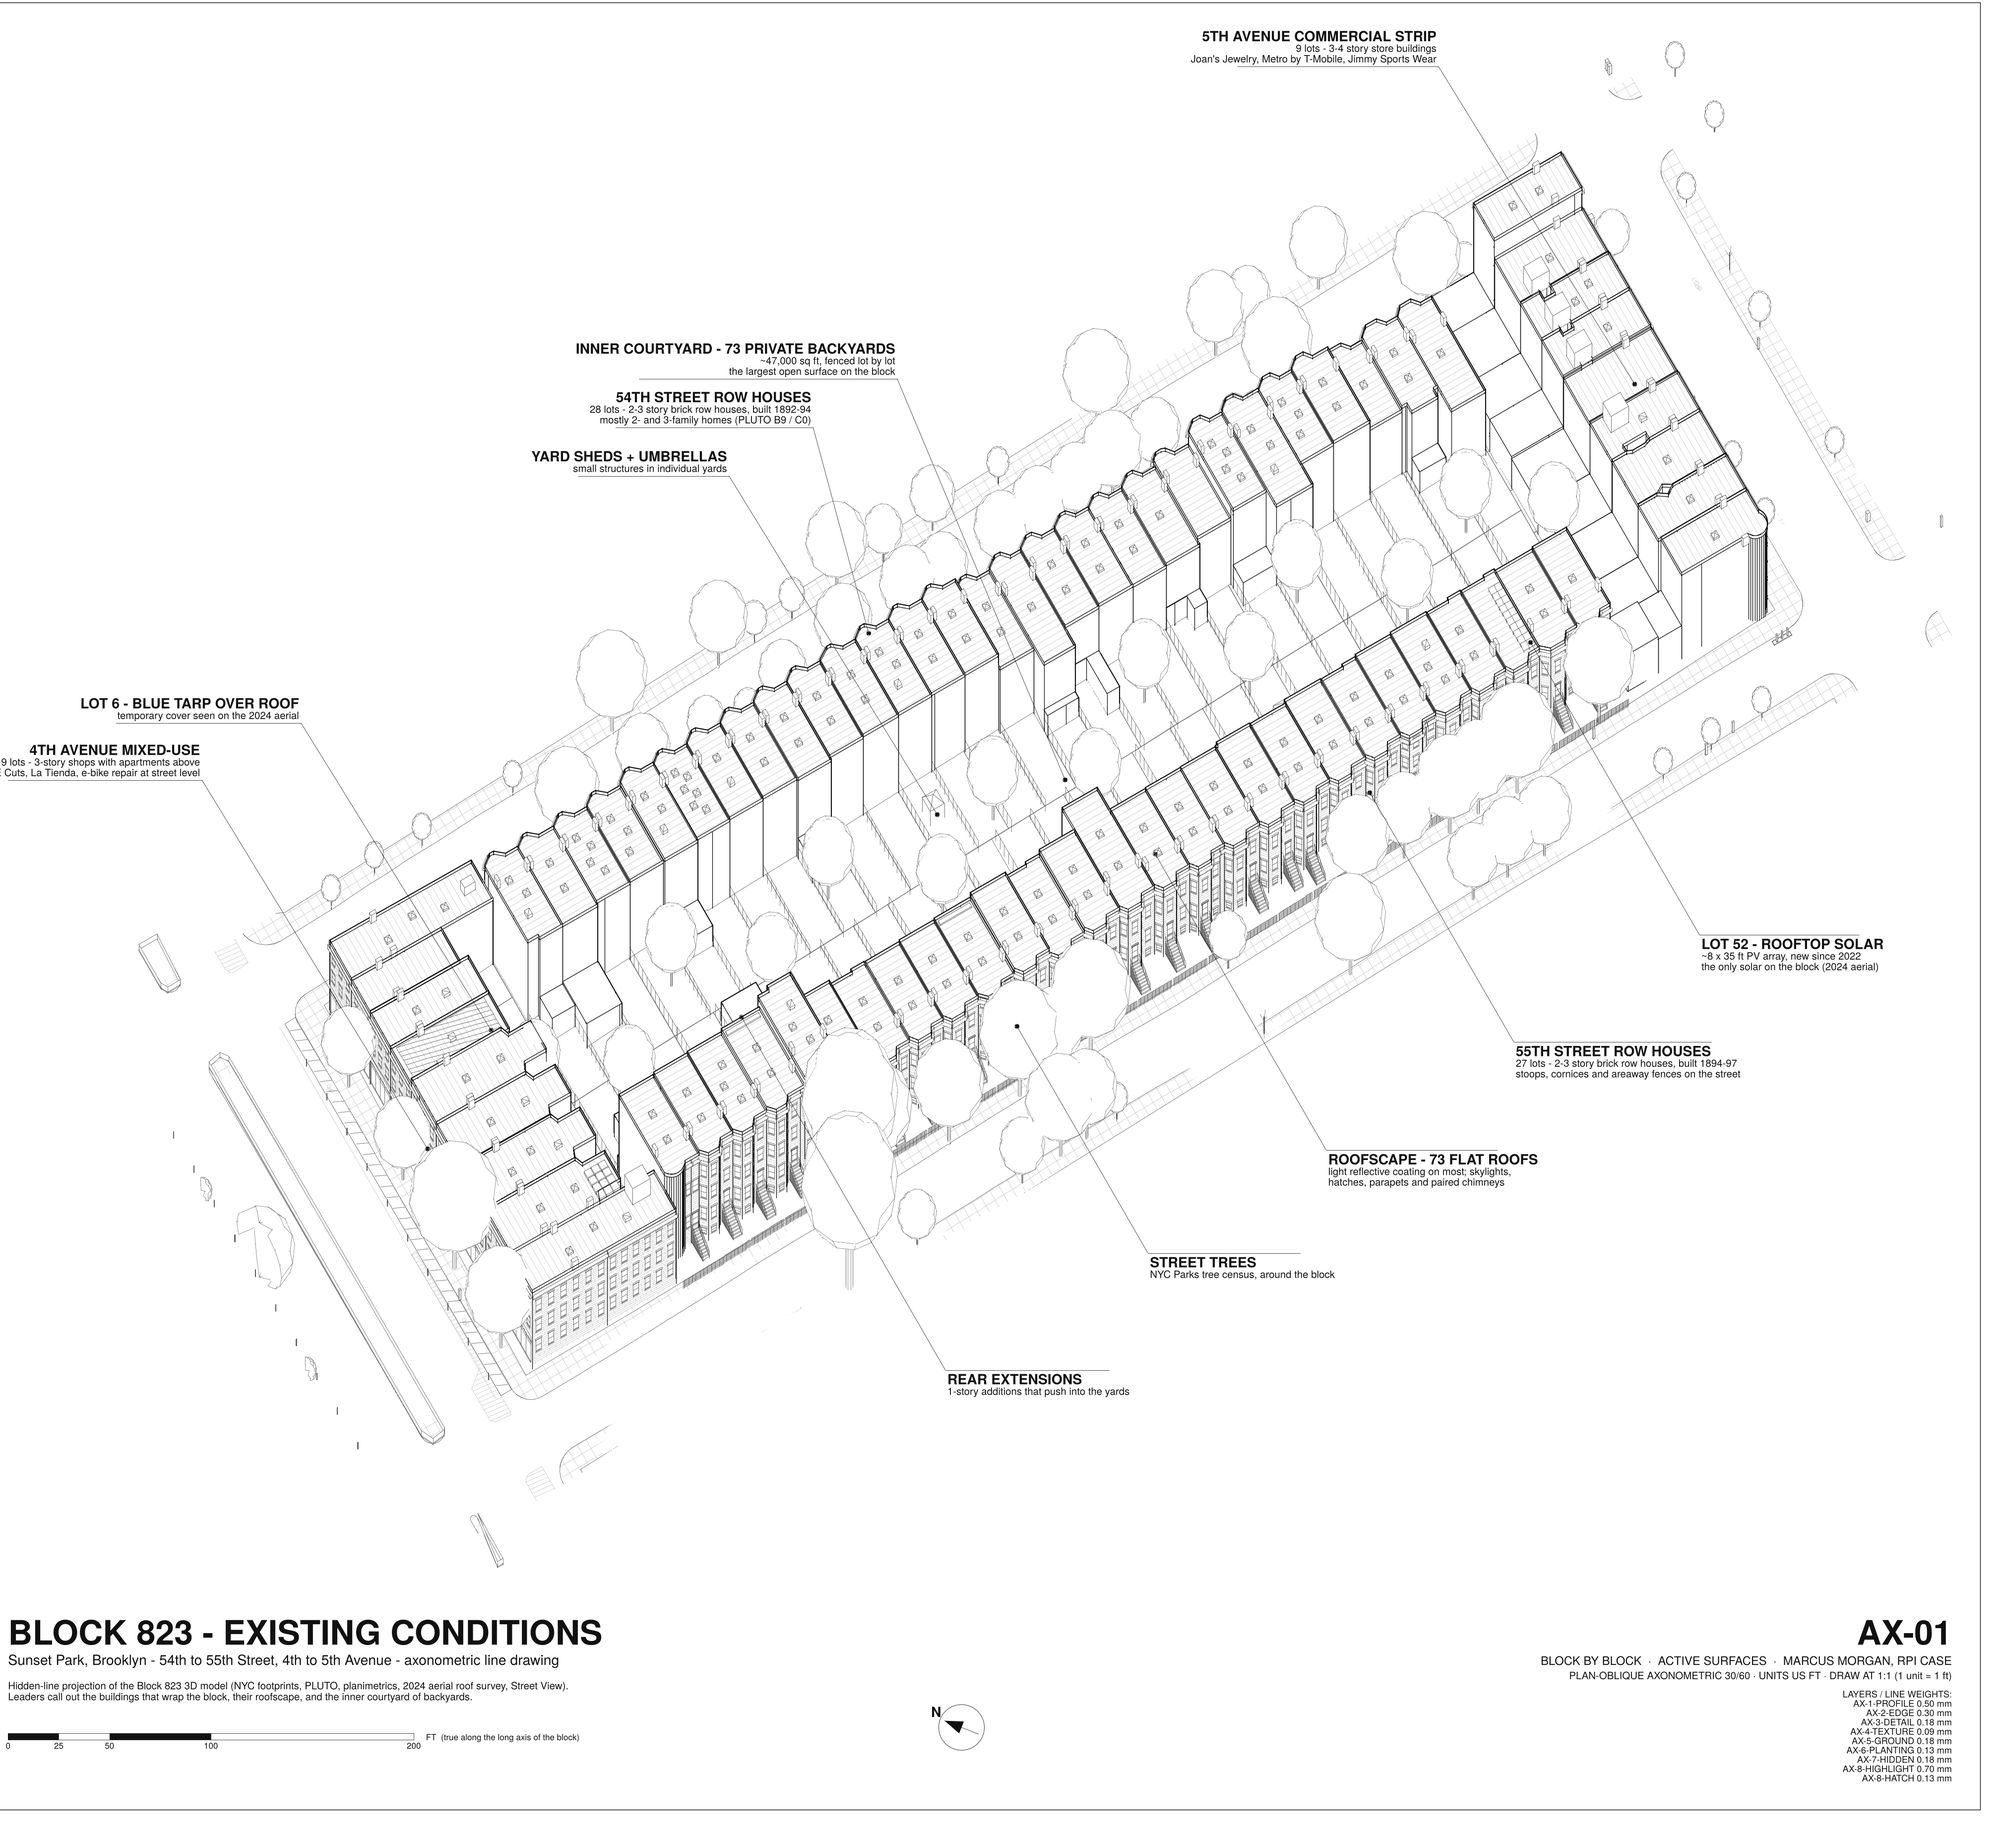 5TH AVENUE COMMERCIAL STRIP
9 lots - 3-4 story store buildings
Joan's Jewelry, Metro by T-Mobile, Jimmy Sports Wear
INNER COURTYARD - 73 PRIVATE BACKYARDS
~47,000 sq ft, fenced lot by lot
the largest open surface on the block
54TH STREET ROW HOUSES
28 lots - 2-3 story brick row houses, built 1892-94
mostly 2- and 3-family homes (PLUTO B9 / C0)
YARD SHEDS + UMBRELLAS
small structures in individual yards
LOT 6 - BLUE TARP OVER ROOF
temporary cover seen on the 2024 aerial
4TH AVENUE MIXED-USE
9 lots - 3-story shops with apartments above
Cuts, La Tienda, e-bike repair at street level
LOT 52 - ROOFTOP SOLAR
~8 x 35 ft PV array, new since 2022
the only solar on the block (2024 aerial)
55TH STREET ROW HOUSES
27 lots - 2-3 story brick row houses, built 1894-97
stoops, cornices and areaway fences on the street
ROOFSCAPE - 73 FLAT ROOFS
light reflective coating on most; skylights,
hatches, parapets and paired chimneys
STREET TREES
NYC Parks tree census, around the block
REAR EXTENSIONS
1-story additions that push into the yards
BLOCK 823 - EXISTING CONDITIONS
Sunset Park, Brooklyn - 54th to 55th Street, 4th to 5th Avenue - axonometric line drawing
Hidden-line projection of the Block 823 3D model (NYC footprints, PLUTO, planimetrics, 2024 aerial roof survey, Street View).
Leaders call out the buildings that wrap the block, their roofscape, and the inner courtyard of backyards.
FT (true along the long axis of the block)
0 25 50 100 200
N
AX-01
BLOCK BY BLOCK · ACTIVE SURFACES · MARCUS MORGAN, RPI CASE
PLAN-OBLIQUE AXONOMETRIC 30/60 · UNITS US FT · DRAW AT 1:1 (1 unit = 1 ft)
LAYERS / LINE WEIGHTS:
AX-1-PROFILE 0.50 mm
AX-2-EDGE 0.30 mm
AX-3-DETAIL 0.18 mm
AX-4-TEXTURE 0.09 mm
AX-5-GROUND 0.18 mm
AX-6-PLANTING 0.13 mm
AX-7-HIDDEN 0.18 mm
AX-8-HIGHLIGHT 0.70 mm
AX-8-HATCH 0.13 mm